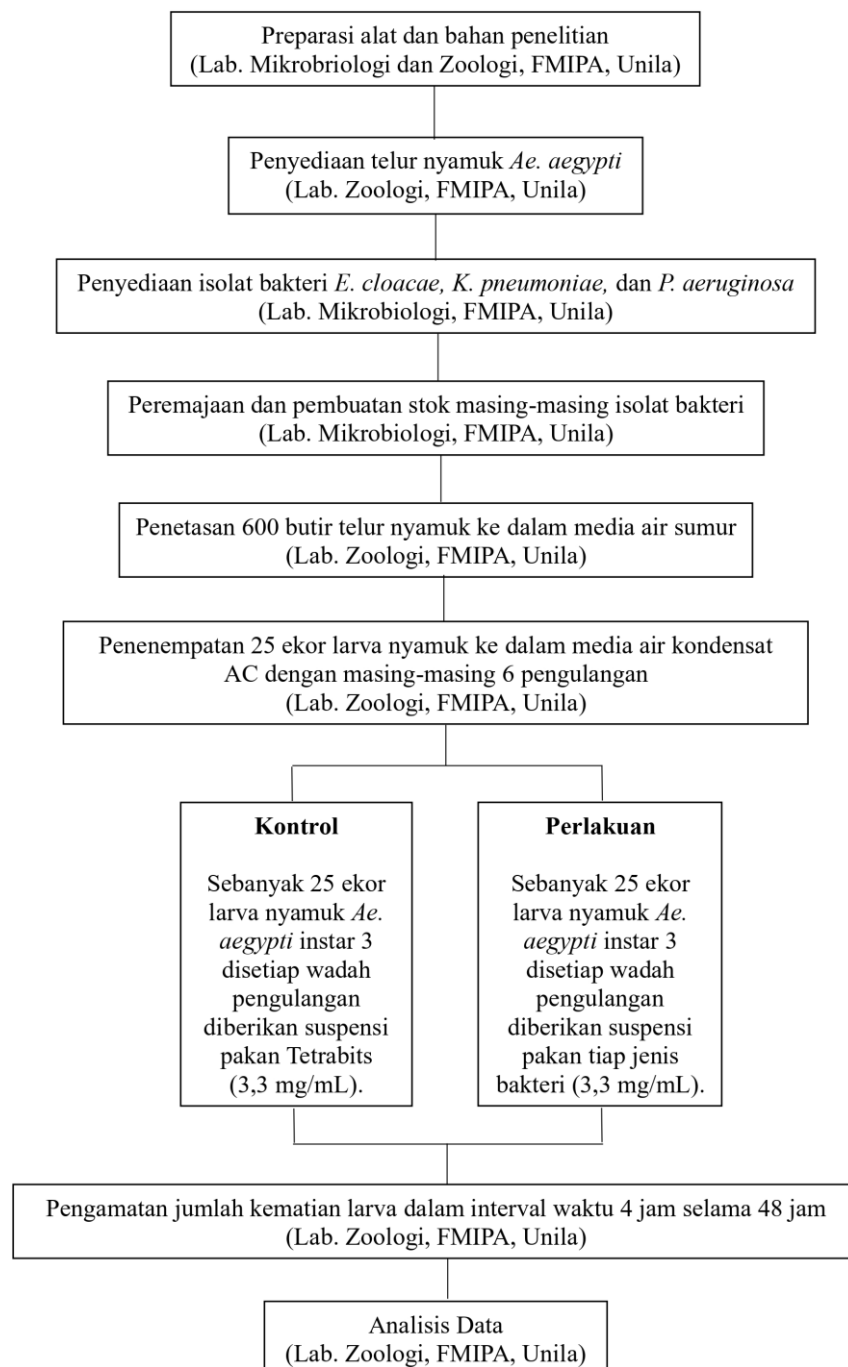 Preparasi alat dan bahan penelitian
(Lab. Mikrobriologi dan Zoologi, FMIPA, Unila)
Penyediaan telur nyamuk Ae. aegypti
(Lab. Zoologi, FMIPA, Unila)
Penyediaan isolat bakteri E. cloacae, K. pneumoniae, dan P. aeruginosa
(Lab. Mikrobiologi, FMIPA, Unila)
Peremajaan dan pembuatan stok masing-masing isolat bakteri
(Lab. Mikrobiologi, FMIPA, Unila)
Penetasan 600 butir telur nyamuk ke dalam media air sumur
(Lab. Zoologi, FMIPA, Unila)
Penenempatan 25 ekor larva nyamuk ke dalam media air kondensat
AC dengan masing-masing 6 pengulangan
(Lab. Zoologi, FMIPA, Unila)
Kontrol
Sebanyak 25 ekor
larva nyamuk Ae.
aegypti instar 3
disetiap wadah
pengulangan
diberikan suspensi
pakan Tetrabits
(3,3 mg/mL).
Perlakuan
Sebanyak 25 ekor
larva nyamuk Ae.
aegypti instar 3
disetiap wadah
pengulangan
diberikan suspensi
pakan tiap jenis
bakteri (3,3 mg/mL).
Pengamatan jumlah kematian larva dalam interval waktu 4 jam selama 48 jam
(Lab. Zoologi, FMIPA, Unila)
Analisis Data
(Lab. Zoologi, FMIPA, Unila)